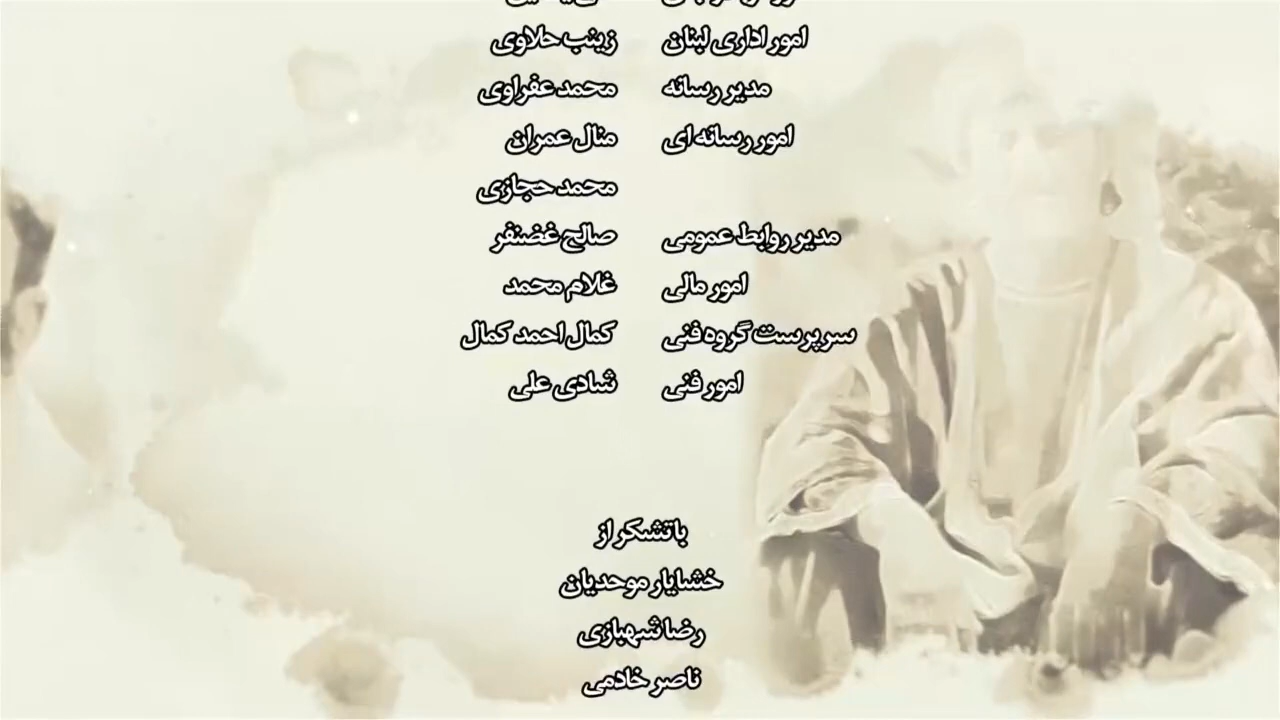 امور اداری لبنان زینب حلاوی
مدیر رسانه محمد عفراوی
امور رسانه ای منال عمران
محمد حجازی
مدیر روابط عمومی صالح غضنفر
امور مالی غلام محمد
سرپرست گروه فنی کمال احمد کمال
امور فنی شادی علی
با تشکر از
خشایار موحدیان
رضا شهبازی
ناصر خادمی